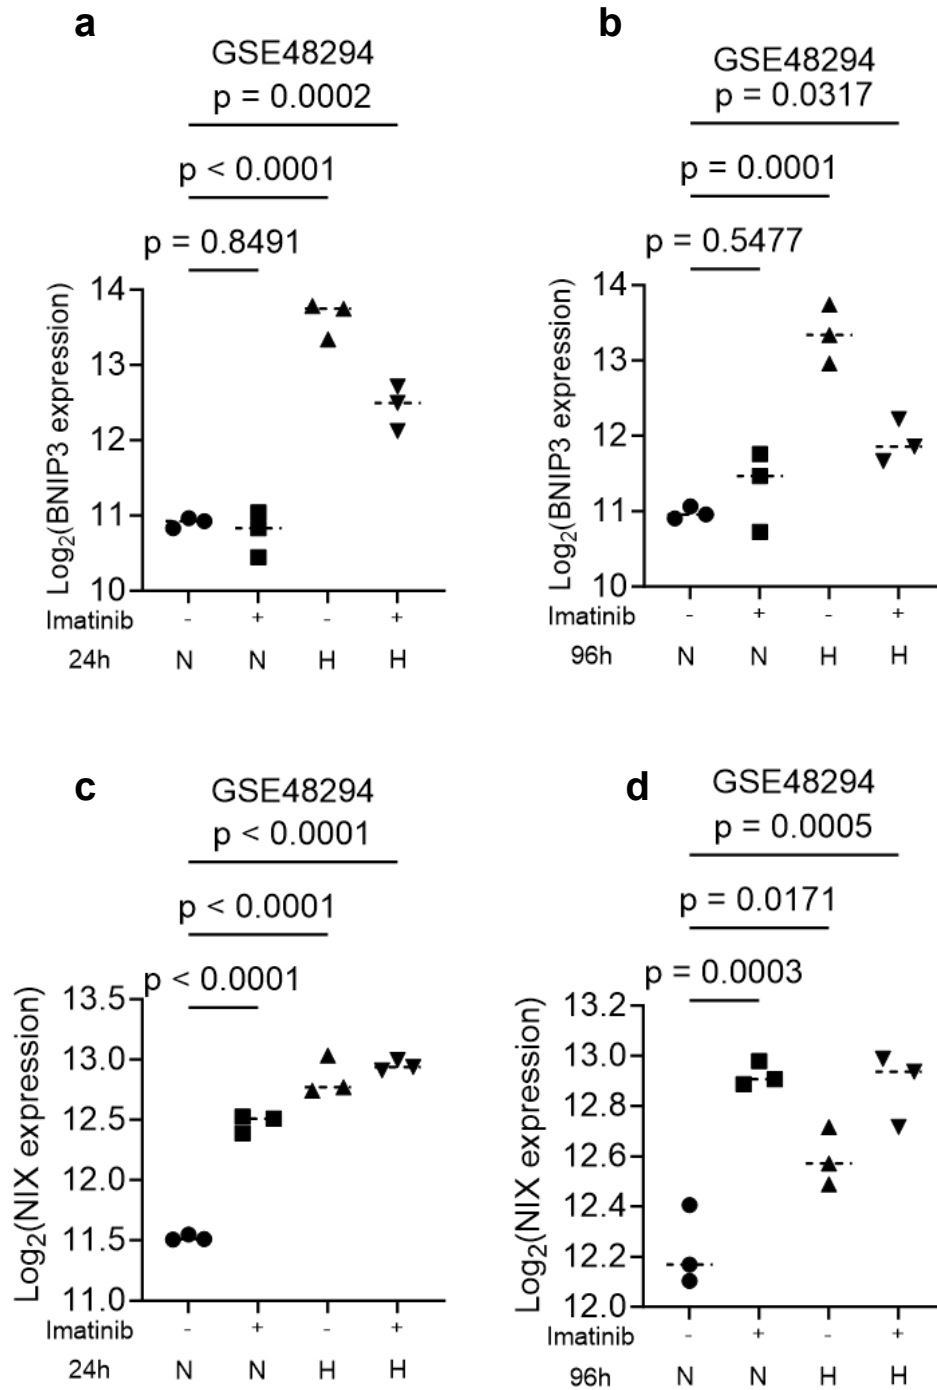 a
GSE48294
p = 0.0002
p < 0.0001
p = 0.8491
Log2(BNIP3 expression)
14
13
12
11
10
Imatinib - + - +
24h N N H H
b
GSE48294
p = 0.0317
p = 0.0001
p = 0.5477
Log2(BNIP3 expression)
14
13
12
11
10
Imatinib - + - +
96h N N H H
c
GSE48294
p < 0.0001
p < 0.0001
p < 0.0001
Log2(NIX expression)
13.5
13.0
12.5
12.0
11.5
11.0
Imatinib - + - +
24h N N H H
d
GSE48294
p = 0.0005
p = 0.0171
p = 0.0003
Log2(NIX expression)
13.2
13.0
12.8
12.6
12.4
12.2
12.0
Imatinib - + - +
96h N N H H